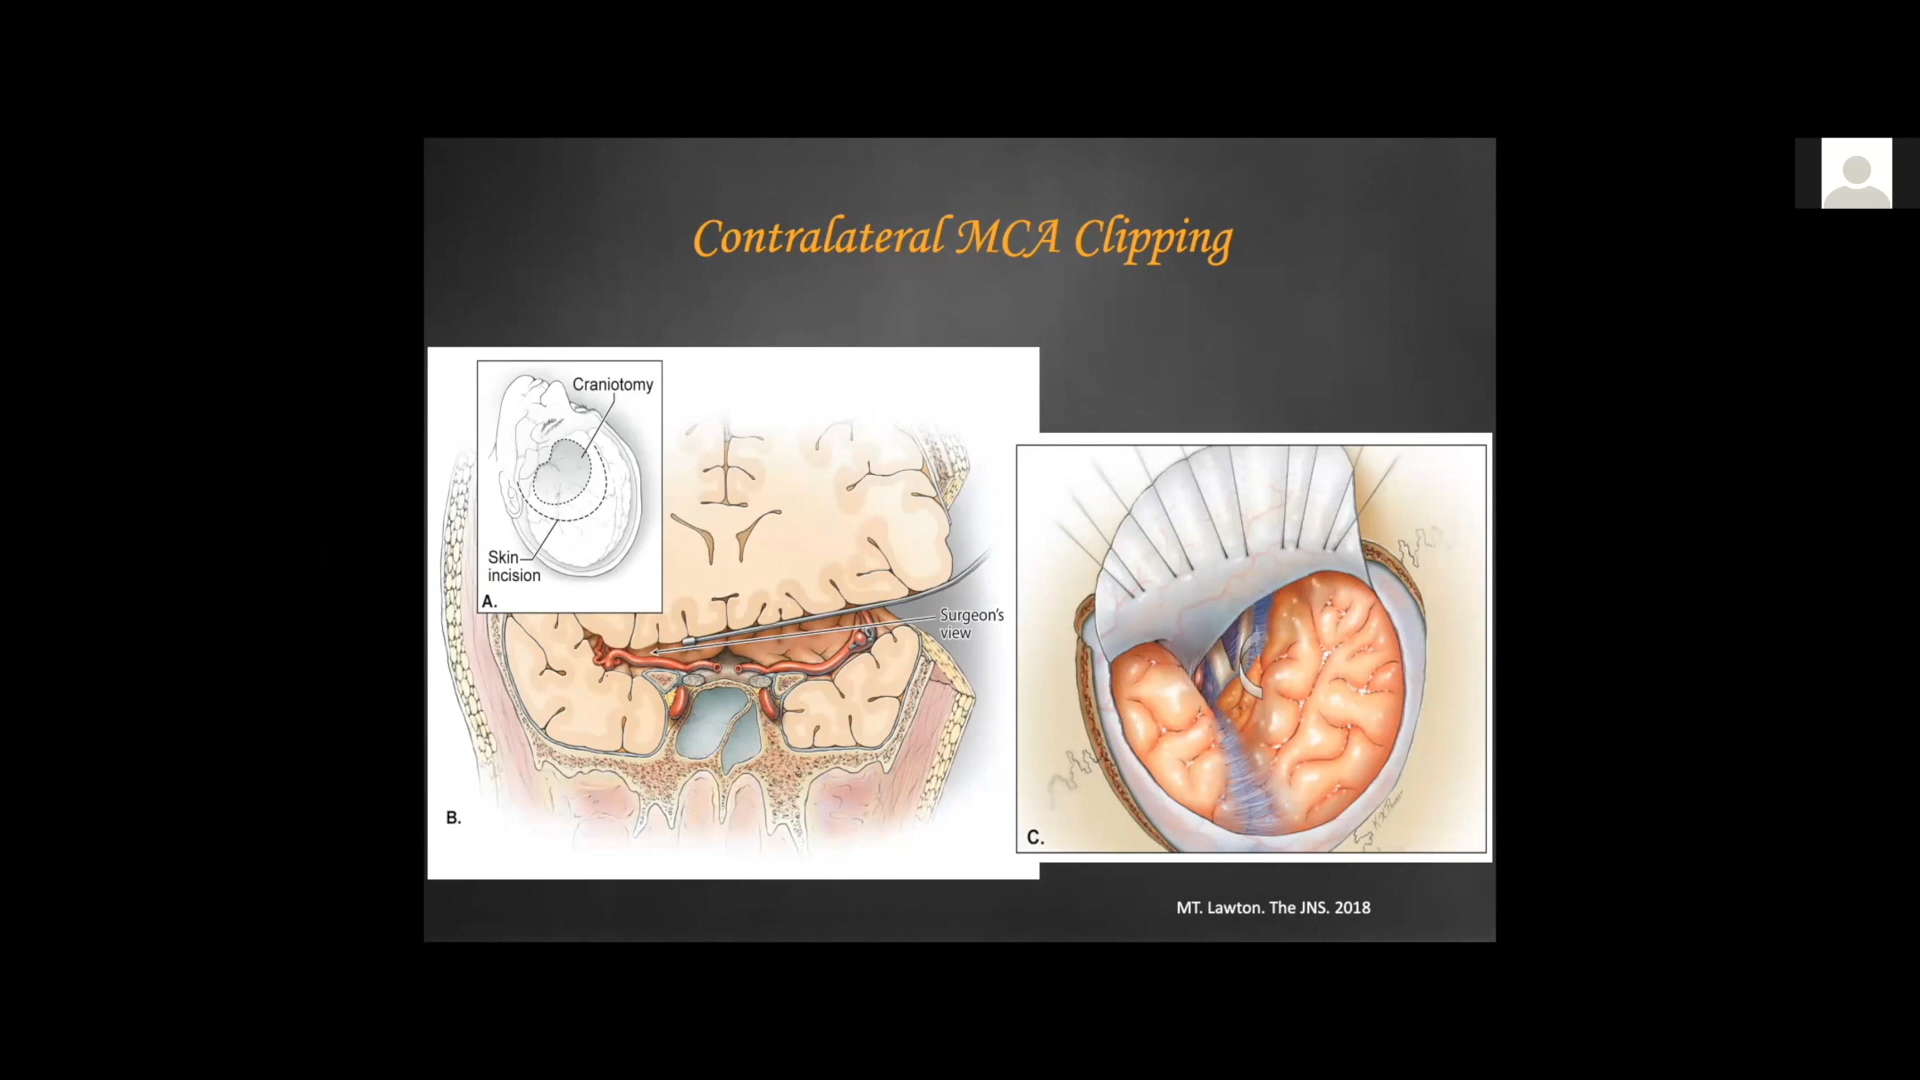 Contralateral MCA Clipping
Craniotomy
Skin
incision
A.
Surgeon's
view
B.
C.
MT. Lawton. The JNS. 2018